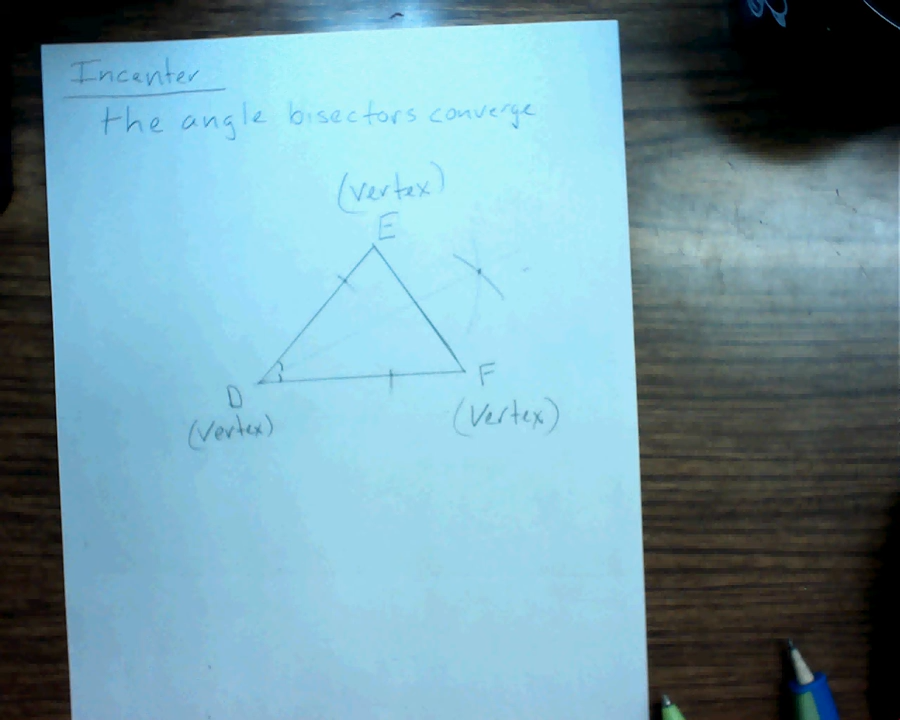 Incenter
the angle bisectors converge
(vertex)
E
D
F
(vertex)
(vertex)